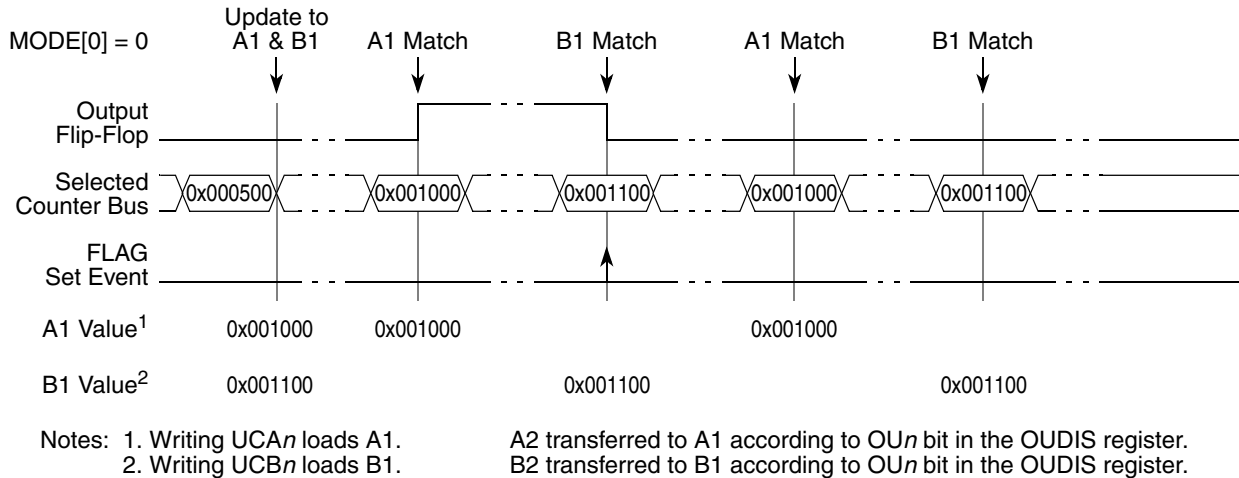 Update to
MODE[0] = 0 A1 & B1 A1 Match B1 Match A1 Match B1 Match
Output
Flip-Flop
Selected
Counter Bus
0x000500 0x001000 0x001100 0x001000 0x001100
FLAG
Set Event
A1 Value1 0x001000 0x001000 0x001000
B1 Value2 0x001100 0x001100 0x001100
Notes: 1. Writing UCAn loads A1. A2 transferred to A1 according to OUn bit in the OUDIS register.
2. Writing UCBn loads B1. B2 transferred to B1 according to OUn bit in the OUDIS register.